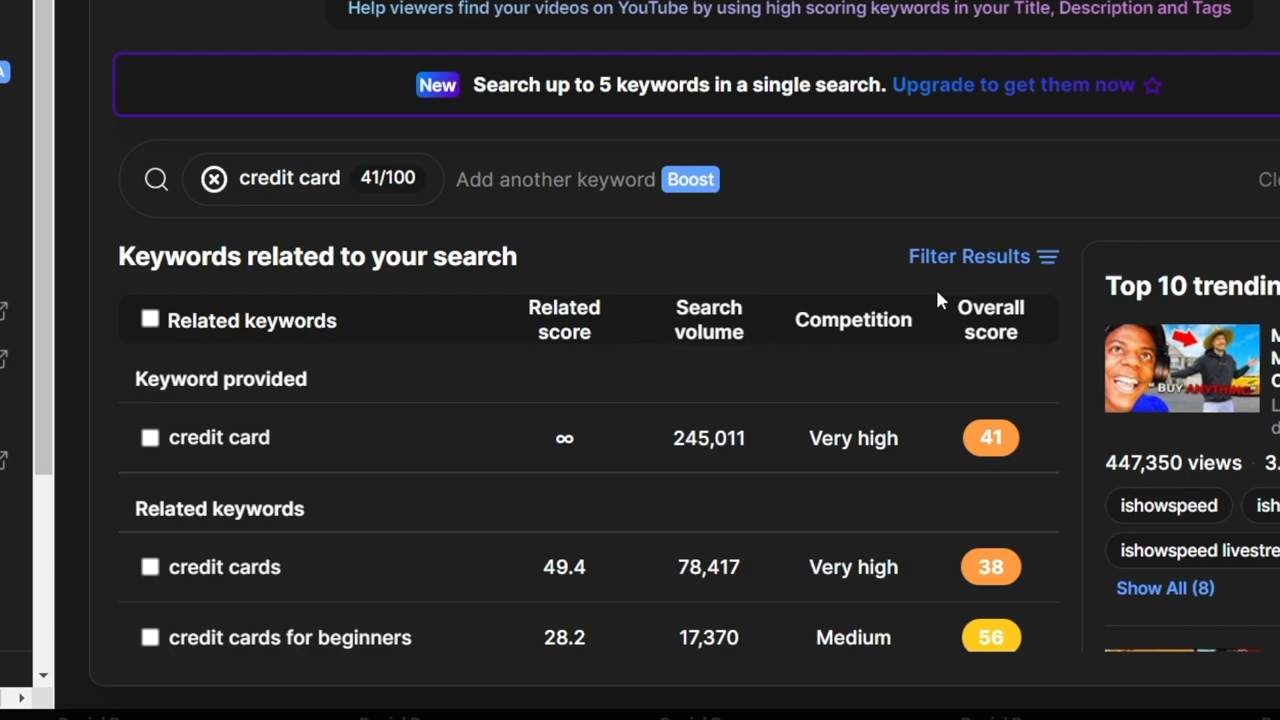 Help viewers find your videos on YouTube by using high scoring keywords in your Title, Description and Tags
New Search up to 5 keywords in a single search. Upgrade to get them now
credit card 41/100 Add another keyword Boost
Keywords related to your search
Filter Results
Related keywords Related score Search volume Competition Overall score
Keyword provided
credit card ∞ 245,011 Very high 41
Related keywords
credit cards 49.4 78,417 Very high 38
credit cards for beginners 28.2 17,370 Medium 56
Top 10 trendin
BUY ANYTHING
447,350 views · 3.
ishowspeed ish
ishowspeed livestre
Show All (8)